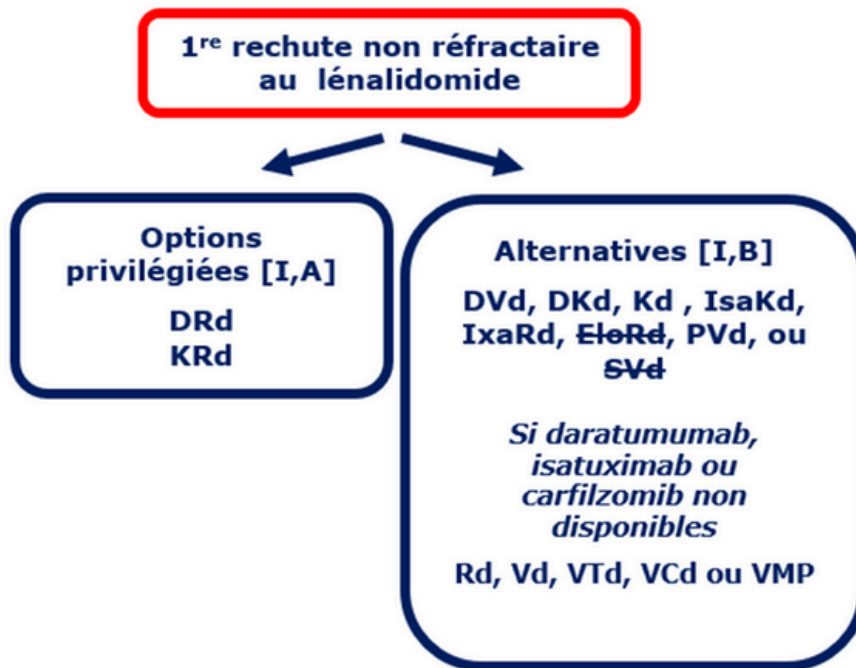 1re rechute non réfractaire
au lénalidomide
Options
privilégiées [I,A]
DRd
KRd
Alternatives [I,B]
DVd, DKd, Kd , IsaKd,
IxaRd, EloRd, PVd, ou
SVd
Si daratumumab,
isatuximab ou
carfilzomib non
disponibles
Rd, Vd, VTd, VCd ou VMP